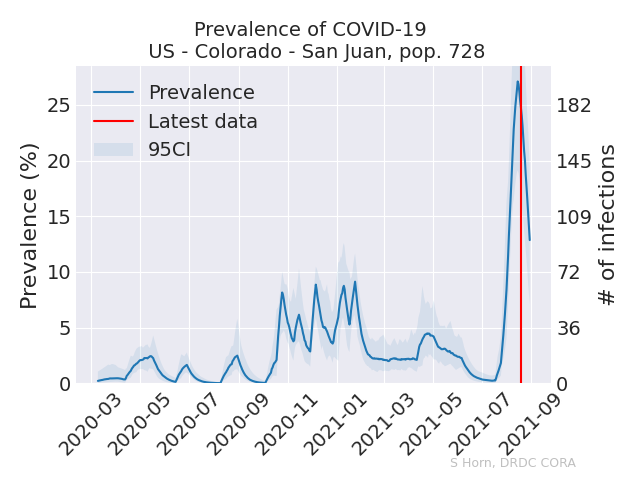 Prevalence of COVID-19
US - Colorado - San Juan, pop. 728
Prevalence
Latest data
95CI
Prevalence (%)
25
20
15
10
5
0
182
145
109
72
36
0
# of infections
2020-03
2020-05
2020-07
2020-09
2020-11
2021-01
2021-03
2021-05
2021-07
2021-09
S Horn, DRDC CORA